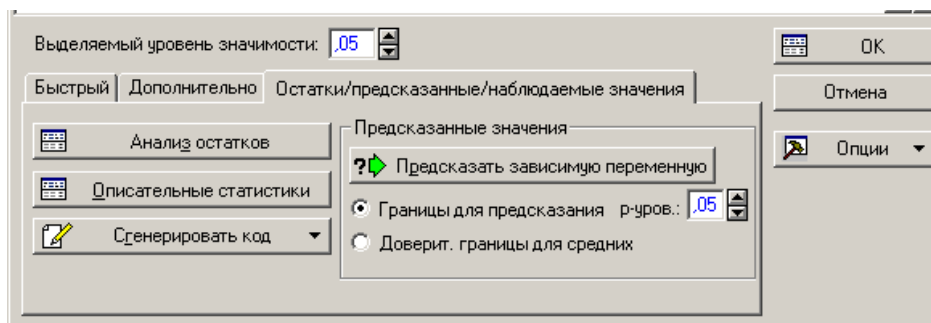 Выделяемый уровень значимости: ,05
OK
Быстрый Дополнительно Остатки/предсказанные/наблюдаемые значения
Отмена
Предсказанные значения
Анализ остатков
?Предсказать зависимую переменную
Опции
Описательные статистики
Границы для предсказания р-уров.: ,05
Сгенерировать код
Доверит. границы для средних